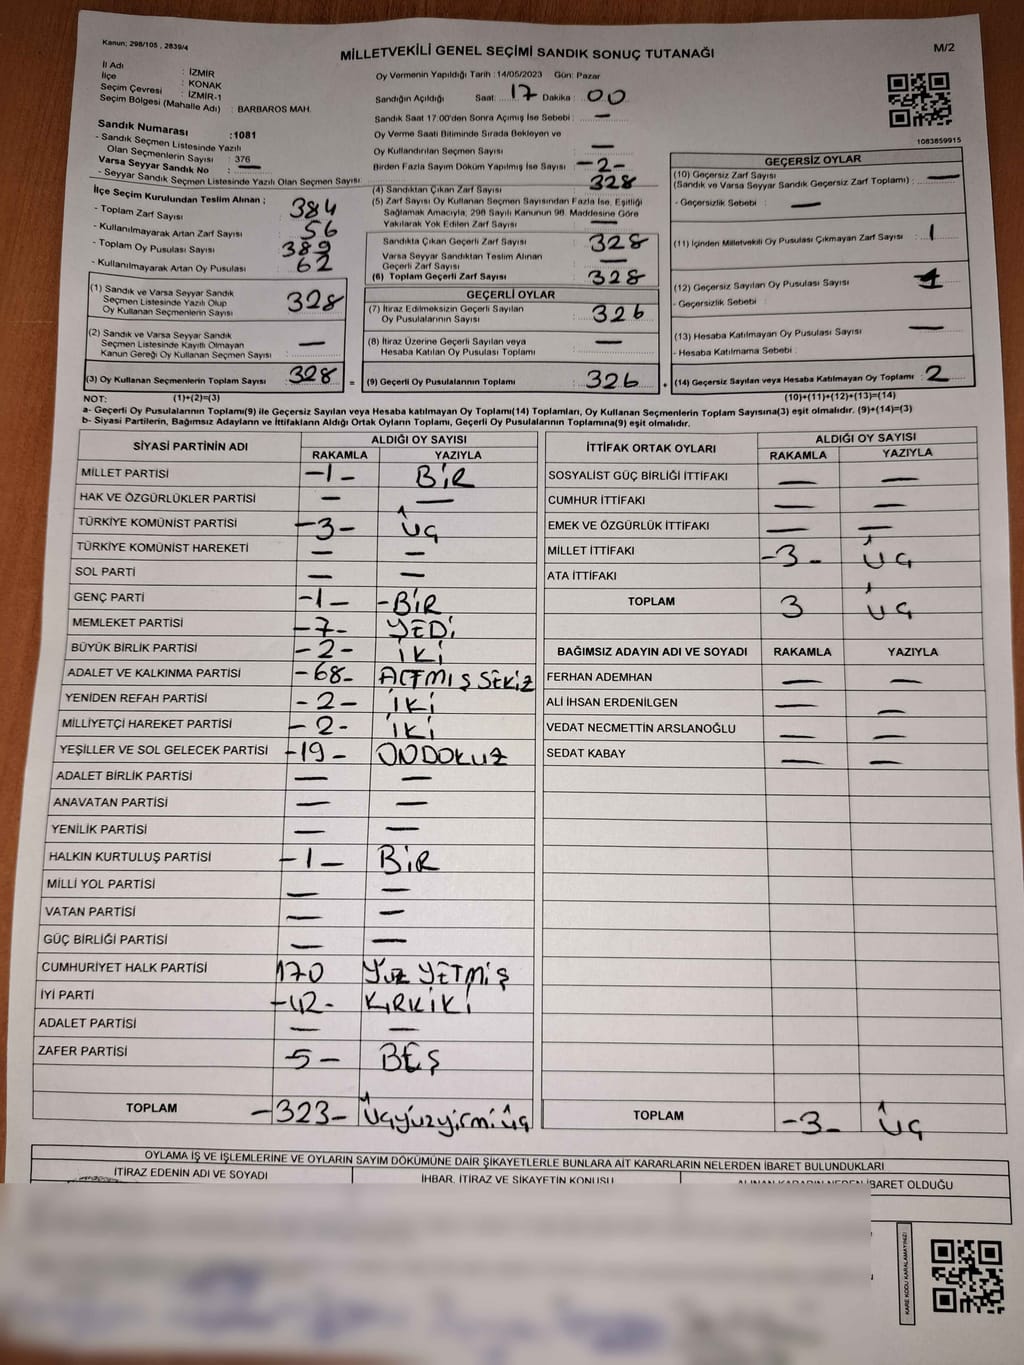 Kanun; 298/105 , 2839/4
MİLLETVEKİLİ GENEL SEÇİMİ SANDIK SONUÇ TUTANAĞI
M/2
İl Adı : İZMİR
İlçe : KONAK
Seçim Çevresi : İZMİR-1
Seçim Bölgesi (Mahalle Adı) : BARBAROS MAH.
Sandık Numarası :1081
- Sandık Seçmen Listesinde Yazılı
Olan Seçmenlerin Sayısı : 376
Varsa Seyyar Sandık No : —
- Seyyar Sandık Seçmen Listesinde Yazılı Olan Seçmen Sayısı
İlçe Seçim Kurulundan Teslim Alınan ;
- Toplam Zarf Sayısı 384
- Kullanılmayarak Artan Zarf Sayısı 56
- Toplam Oy Pusulası Sayısı 389
- Kullanılmayarak Artan Oy Pusulası 62
(1) Sandık ve Varsa Seyyar Sandık
Seçmen Listesinde Yazılı Olup
Oy Kullanan Seçmenlerin Sayısı : 328
(2) Sandık ve Varsa Seyyar Sandık
Seçmen Listesinde Kayıtlı Olmayan
Kanun Gereği Oy Kullanan Seçmen Sayısı : —
(3) Oy Kullanan Seçmenlerin Toplam Sayısı : 328 =
Oy Vermenin Yapıldığı Tarih :14/05/2023 Gün: Pazar
Sandığın Açıldığı Saat: 17 Dakika : 00
Sandık Saat 17.00'den Sonra Açılmış İse Sebebi : —
Oy Verme Saati Bitiminde Sırada Bekleyen ve
Oy Kullandırılan Seçmen Sayısı : —
Birden Fazla Sayım Döküm Yapılmış İse Sayısı : -2-
(4) Sandıktan Çıkan Zarf Sayısı : 328
(5) Zarf Sayısı Oy Kullanan Seçmen Sayısından Fazla İse, Eşitliği
Sağlamak Amacıyla, 298 Sayılı Kanunun 98. Maddesine Göre
Yakılarak Yok Edilen Zarf Sayısı : —
Sandıkta Çıkan Geçerli Zarf Sayısı : 328
Varsa Seyyar Sandıktan Teslim Alınan
Geçerli Zarf Sayısı : —
(6) Toplam Geçerli Zarf Sayısı : 328
GEÇERLİ OYLAR
(7) İtiraz Edilmeksizin Geçerli Sayılan
Oy Pusulalarının Sayısı : 326
(8) İtiraz Üzerine Geçerli Sayılan veya
Hesaba Katılan Oy Pusulası Toplamı : —
(9) Geçerli Oy Pusulalarının Toplamı : 326
1083659915
GEÇERSİZ OYLAR
(10) Geçersiz Zarf Sayısı
(Sandık ve Varsa Seyyar Sandık Geçersiz Zarf Toplamı) : —
- Geçersizlik Sebebi : —
(11) İçinden Milletvekili Oy Pusulası Çıkmayan Zarf Sayısı : 1
(12) Geçersiz Sayılan Oy Pusulası Sayısı : 1
- Geçersizlik Sebebi :
(13) Hesaba Katılmayan Oy Pusulası Sayısı : —
- Hesaba Katılmama Sebebi :
(14) Geçersiz Sayılan veya Hesaba Katılmayan Oy Toplamı : 2
NOT: (1)+(2)=(3) (10)+(11)+(12)+(13)=(14)
a- Geçerli Oy Pusulalarının Toplamı(9) ile Geçersiz Sayılan veya Hesaba katılmayan Oy Toplamı(14) Toplamları, Oy Kullanan Seçmenlerin Toplam Sayısına(3) eşit olmalıdır. (9)+(14)=(3)
b- Siyasi Partilerin, Bağımsız Adayların ve İttifakların Aldığı Ortak Oyların Toplamı, Geçerli Oy Pusulalarının Toplamına(9) eşit olmalıdır.
SİYASİ PARTİNİN ADI ALDIĞI OY SAYISI
RAKAMLA YAZIYLA
MİLLET PARTİSİ -1- BİR
HAK VE ÖZGÜRLÜKLER PARTİSİ — —
TÜRKİYE KOMÜNİST PARTİSİ -3- ÜÇ
TÜRKİYE KOMÜNİST HAREKETİ — —
SOL PARTİ — —
GENÇ PARTİ -1- -BİR
MEMLEKET PARTİSİ -7- YEDİ
BÜYÜK BİRLİK PARTİSİ -2- İKİ
ADALET VE KALKINMA PARTİSİ -68- ALTMIŞ SEKİZ
YENİDEN REFAH PARTİSİ -2- İKİ
MİLLİYETÇİ HAREKET PARTİSİ -2- İKİ
YEŞİLLER VE SOL GELECEK PARTİSİ -19- ONDOKUZ
ADALET BİRLİK PARTİSİ — —
ANAVATAN PARTİSİ — —
YENİLİK PARTİSİ — —
HALKIN KURTULUŞ PARTİSİ -1- BİR
MİLLİ YOL PARTİSİ — —
VATAN PARTİSİ — —
GÜÇ BİRLİĞİ PARTİSİ — —
CUMHURİYET HALK PARTİSİ 170 YÜZ YETMİŞ
İYİ PARTİ -42- KIRKİKİ
ADALET PARTİSİ — —
ZAFER PARTİSİ -5- BEŞ
TOPLAM -323- Üçyüzyirmiüç
İTTİFAK ORTAK OYLARI ALDIĞI OY SAYISI
RAKAMLA YAZIYLA
SOSYALİST GÜÇ BİRLİĞİ İTTİFAKI — —
CUMHUR İTTİFAKI — —
EMEK VE ÖZGÜRLÜK İTTİFAKI — —
MİLLET İTTİFAKI -3- ÜÇ
ATA İTTİFAKI
TOPLAM 3 ÜÇ
BAĞIMSIZ ADAYIN ADI VE SOYADI RAKAMLA YAZIYLA
FERHAN ADEMHAN — —
ALİ İHSAN ERDENİLGEN — —
VEDAT NECMETTİN ARSLANOĞLU — —
SEDAT KABAY — —
TOPLAM -3- ÜÇ
OYLAMA İŞ VE İŞLEMLERİNE VE OYLARIN SAYIM DÖKÜMÜNE DAİR ŞİKAYETLERLE BUNLARA AİT KARARLARIN NELERDEN İBARET BULUNDUKLARI
İTİRAZ EDENİN ADI VE SOYADI İHBAR, İTİRAZ VE ŞİKAYETİN KONUSU ALINAN KARARIN NEDEN İBARET OLDUĞU
KARE KODU KARALAMAYINIZ!